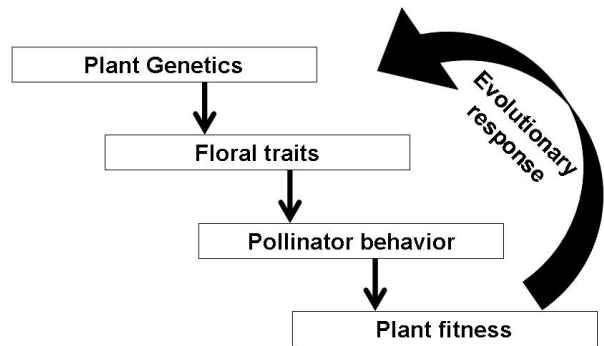 Plant Genetics
Floral traits
Pollinator behavior
Plant fitness
Evolutionary
response